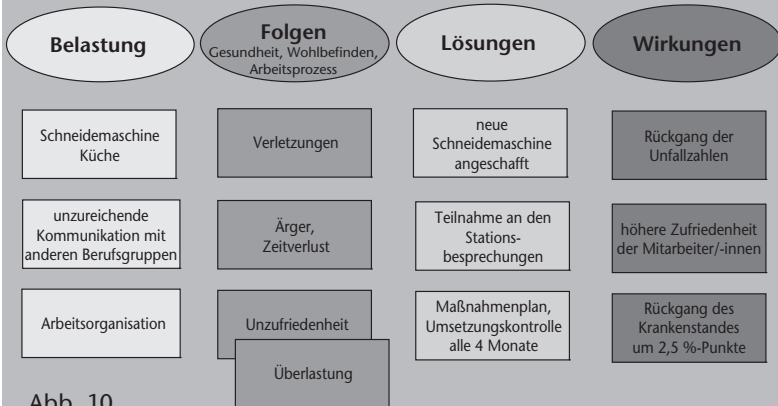 Belastung
Folgen
Gesundheit, Wohlbefinden,
Arbeitsprozess
Lösungen
Wirkungen
Schneidemaschine
Küche
Verletzungen
neue
Schneidemaschine
angeschafft
Rückgang der
Unfallzahlen
unzureichende
Kommunikation mit
anderen Berufsgruppen
Ärger,
Zeitverlust
Teilnahme an den
Stations-
besprechungen
höhere Zufriedenheit
der Mitarbeiter/-innen
Arbeitsorganisation
Unzufriedenheit
Überlastung
Maßnahmenplan,
Umsetzungskontrolle
alle 4 Monate
Rückgang des
Krankenstandes
um 2,5 %-Punkte
Abb. 10